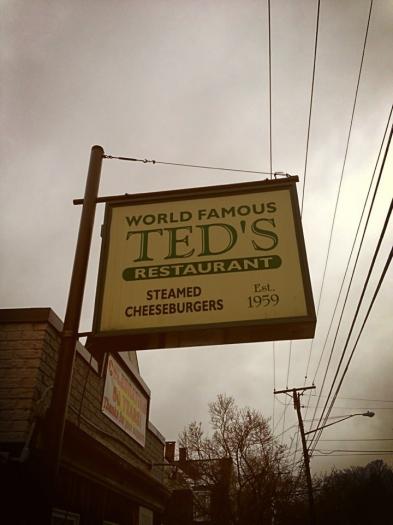 WORLD FAMOUS
TED'S
RESTAURANT
STEAMED
CHEESEBURGERS
Est.
1959